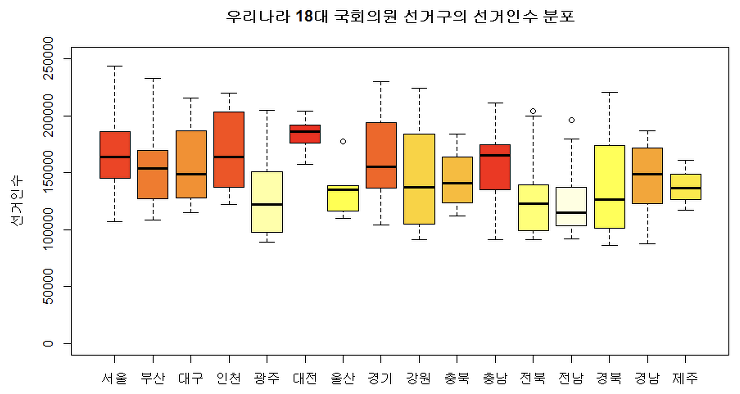 우리나라 18대 국회의원 선거구의 선거인수 분포
선거인수
250000
200000
150000
100000
50000
0
서울 부산 대구 인천 광주 대전 울산 경기 강원 충북 충남 전북 전남 경북 경남 제주